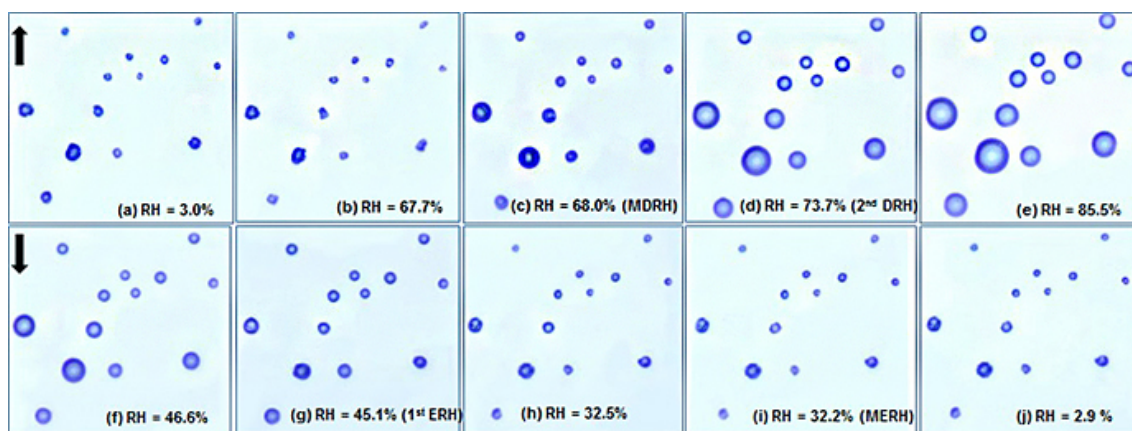 (a) RH = 3.0%
(b) RH = 67.7%
(c) RH = 68.0% (MDRH)
(d) RH = 73.7% (2nd DRH)
(e) RH = 85.5%
(f) RH = 46.6%
(g) RH = 45.1% (1st ERH)
(h) RH = 32.5%
(i) RH = 32.2% (MERH)
(j) RH = 2.9 %